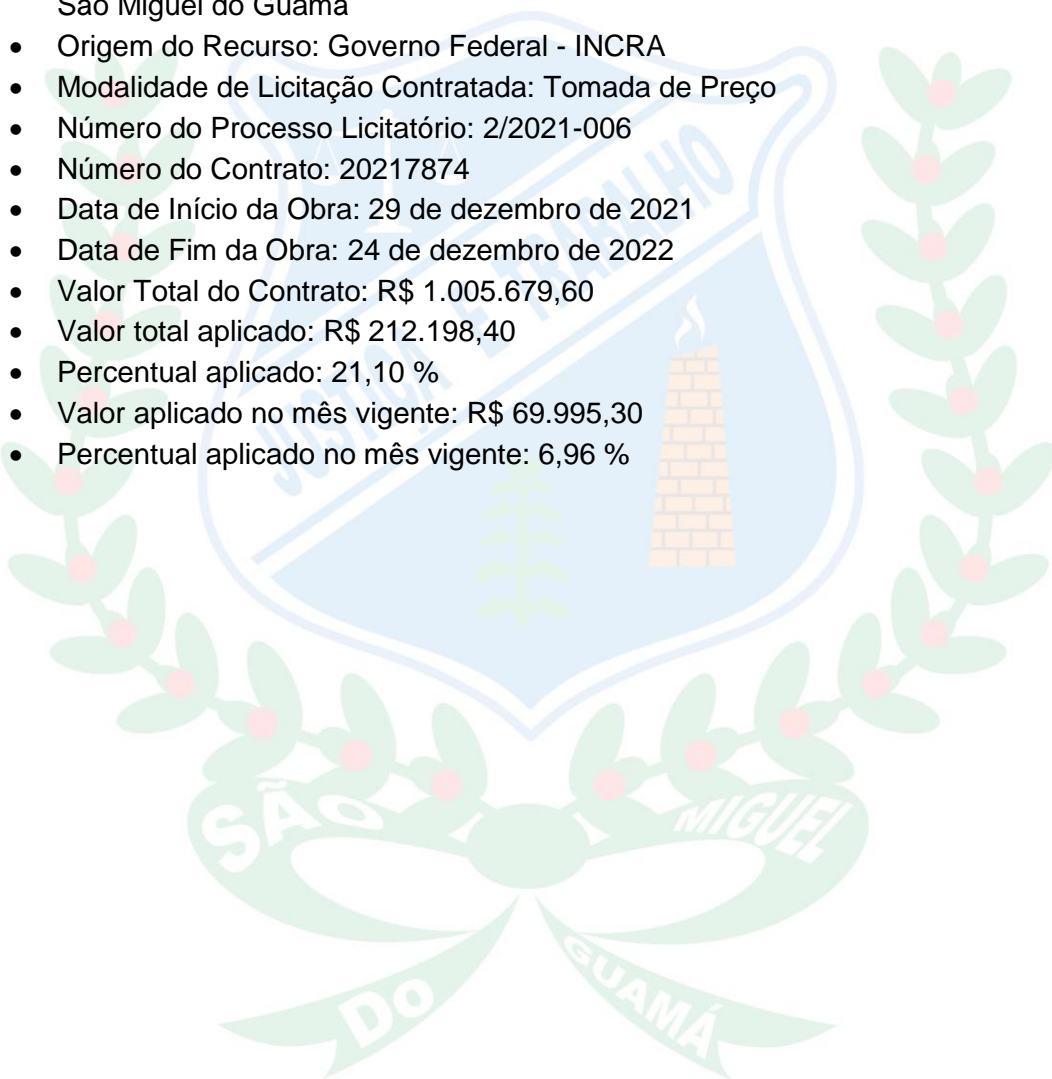 São Miguel do Guamá
• Origem do Recurso: Governo Federal - INCRA
• Modalidade de Licitação Contratada: Tomada de Preço
• Número do Processo Licitatório: 2/2021-006
• Número do Contrato: 20217874
• Data de Início da Obra: 29 de dezembro de 2021
• Data de Fim da Obra: 24 de dezembro de 2022
• Valor Total do Contrato: R$ 1.005.679,60
• Valor total aplicado: R$ 212.198,40
• Percentual aplicado: 21,10 %
• Valor aplicado no mês vigente: R$ 69.995,30
• Percentual aplicado no mês vigente: 6,96 %
JUSTIÇA E TRABALHO
SÃO MIGUEL
DO GUAMÁ